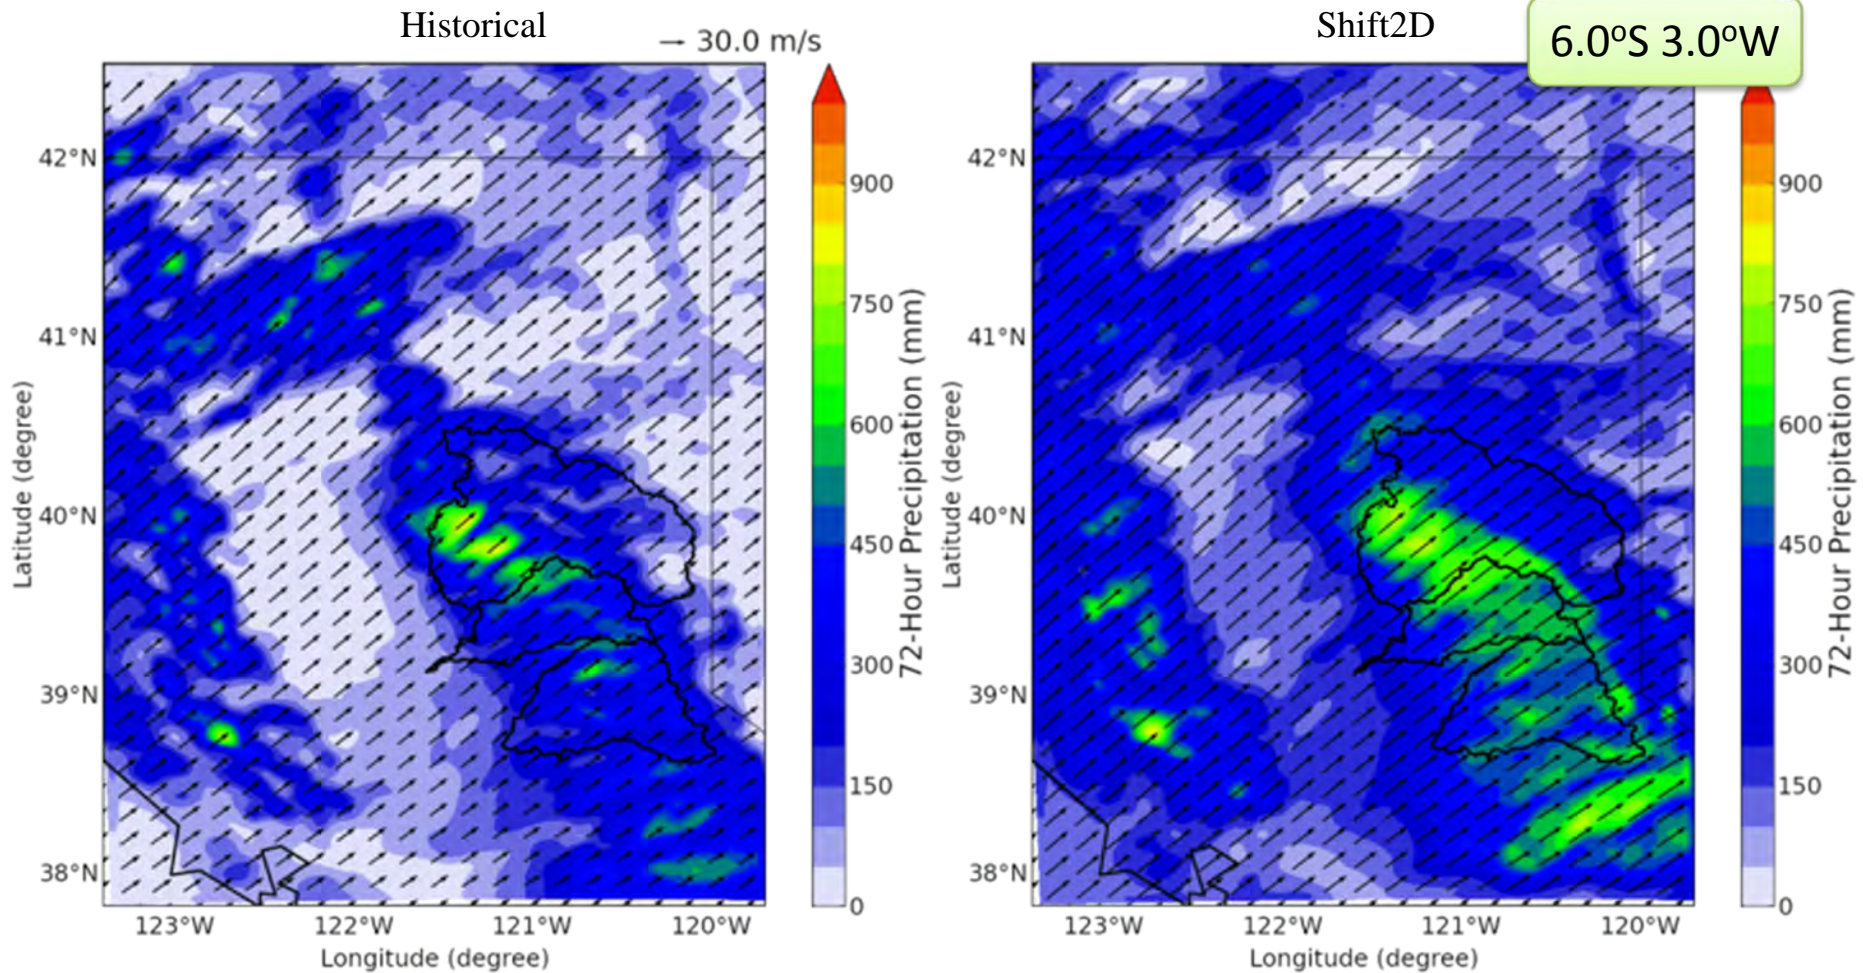 Historical
30.0 m/s
Shift2D
6.0ºS 3.0ºW
42°N
41°N
40°N
39°N
38°N
Latitude (degree)
123°W
122°W
121°W
120°W
Longitude (degree)
900
750
600
450
300
150
0
72-Hour Precipitation (mm)
42°N
41°N
40°N
39°N
38°N
Latitude (degree)
123°W
122°W
121°W
120°W
Longitude (degree)
900
750
600
450
300
150
0
72-Hour Precipitation (mm)